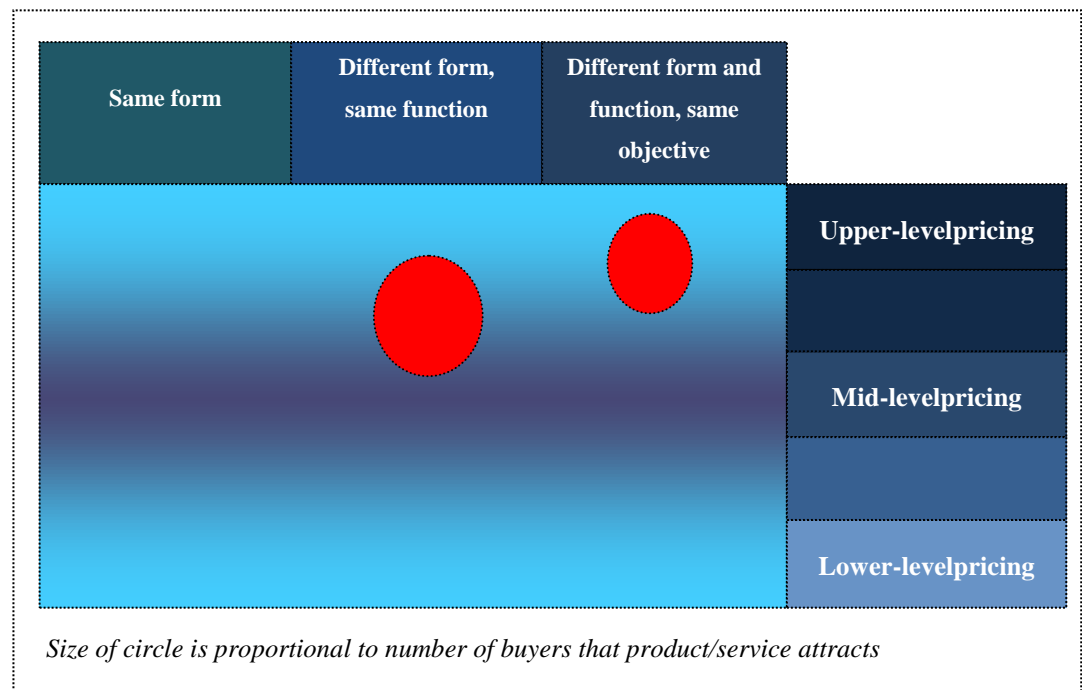 Same form
Different form,
same function
Different form and
function, same
objective
Upper-levelpricing
Mid-levelpricing
Lower-levelpricing
Size of circle is proportional to number of buyers that product/service attracts